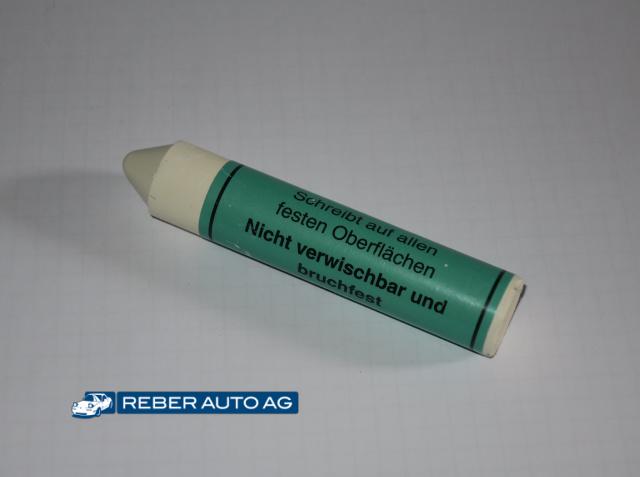 Schreibt auf allen
festen Oberflächen
Nicht verwischbar und
bruchfest
REBER AUTO AG